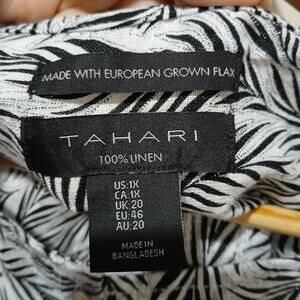 MADE WITH EUROPEAN GROWN FLAX
TAHARI
100% LINEN
US:1X
CA:1X
UK:20
EU:46
AU:20
MADE IN
BANGLADESH